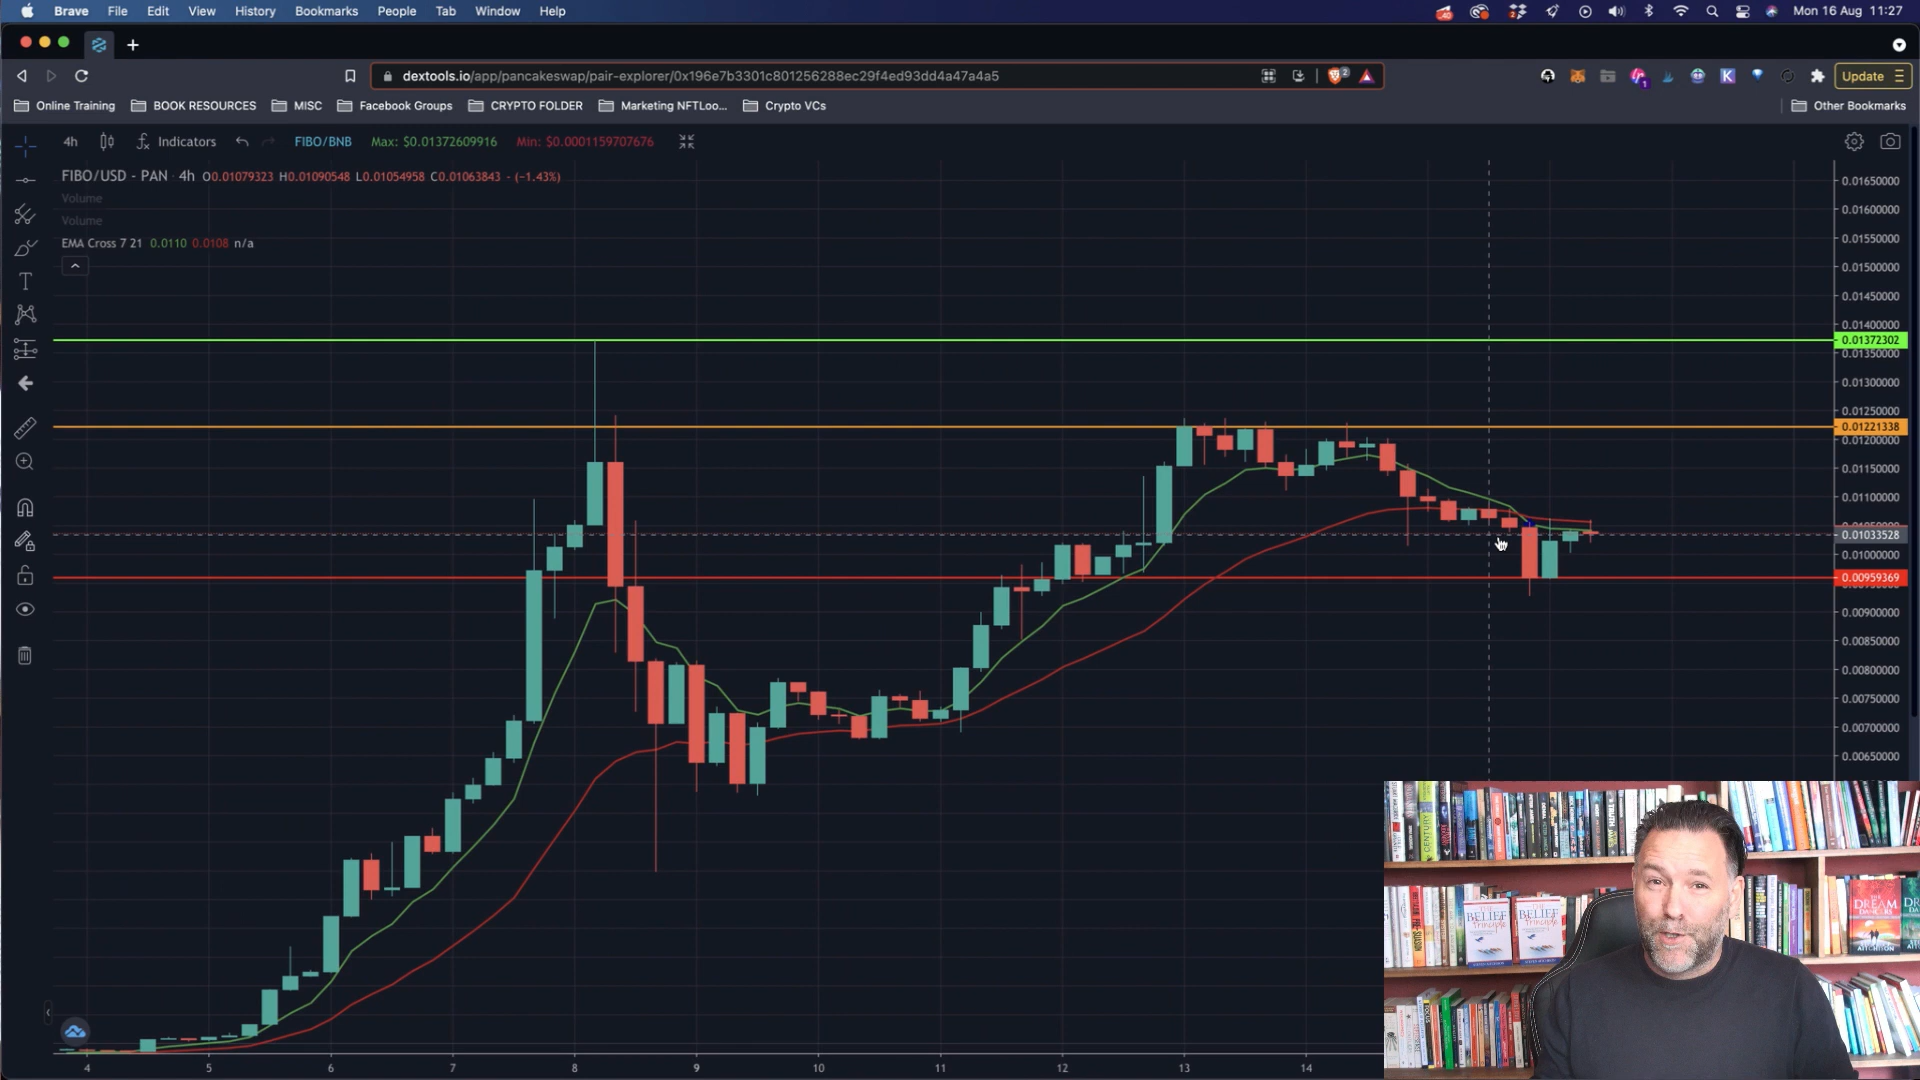 Brave File Edit View History Bookmarks People Tab Window Help Mon 16 Aug 11:27
dextools.io/app/pancakeswap/pair-explorer/0x196e7b3301c801256288ec29f4ed93dd4a47a4a5 Update
Online Training BOOK RESOURCES MISC Facebook Groups CRYPTO FOLDER Marketing NFTLoo... Crypto VCs Other Bookmarks
4h Indicators FIBO/BNB Max: $0.01372609916 Min: $0.0001159707676
FIBO/USD - PAN 4h O0.01079323 H0.01090548 L0.01054958 C0.01063843 - (−1.43%)
Volume
Volume
EMA Cross 7 21 0.0110 0.0108 n/a
0.01650000
0.01600000
0.01550000
0.01500000
0.01450000
0.01400000
0.01372302
0.01350000
0.01300000
0.01250000
0.01221338
0.01200000
0.01150000
0.01100000
0.01033528
0.01000000
0.00959369
0.00900000
0.00850000
0.00800000
0.00750000
0.00700000
0.00650000
THE BELIEF Principle
BELIEF Principle
DREAM
4 5 6 7 8 9 10 11 12 13 14